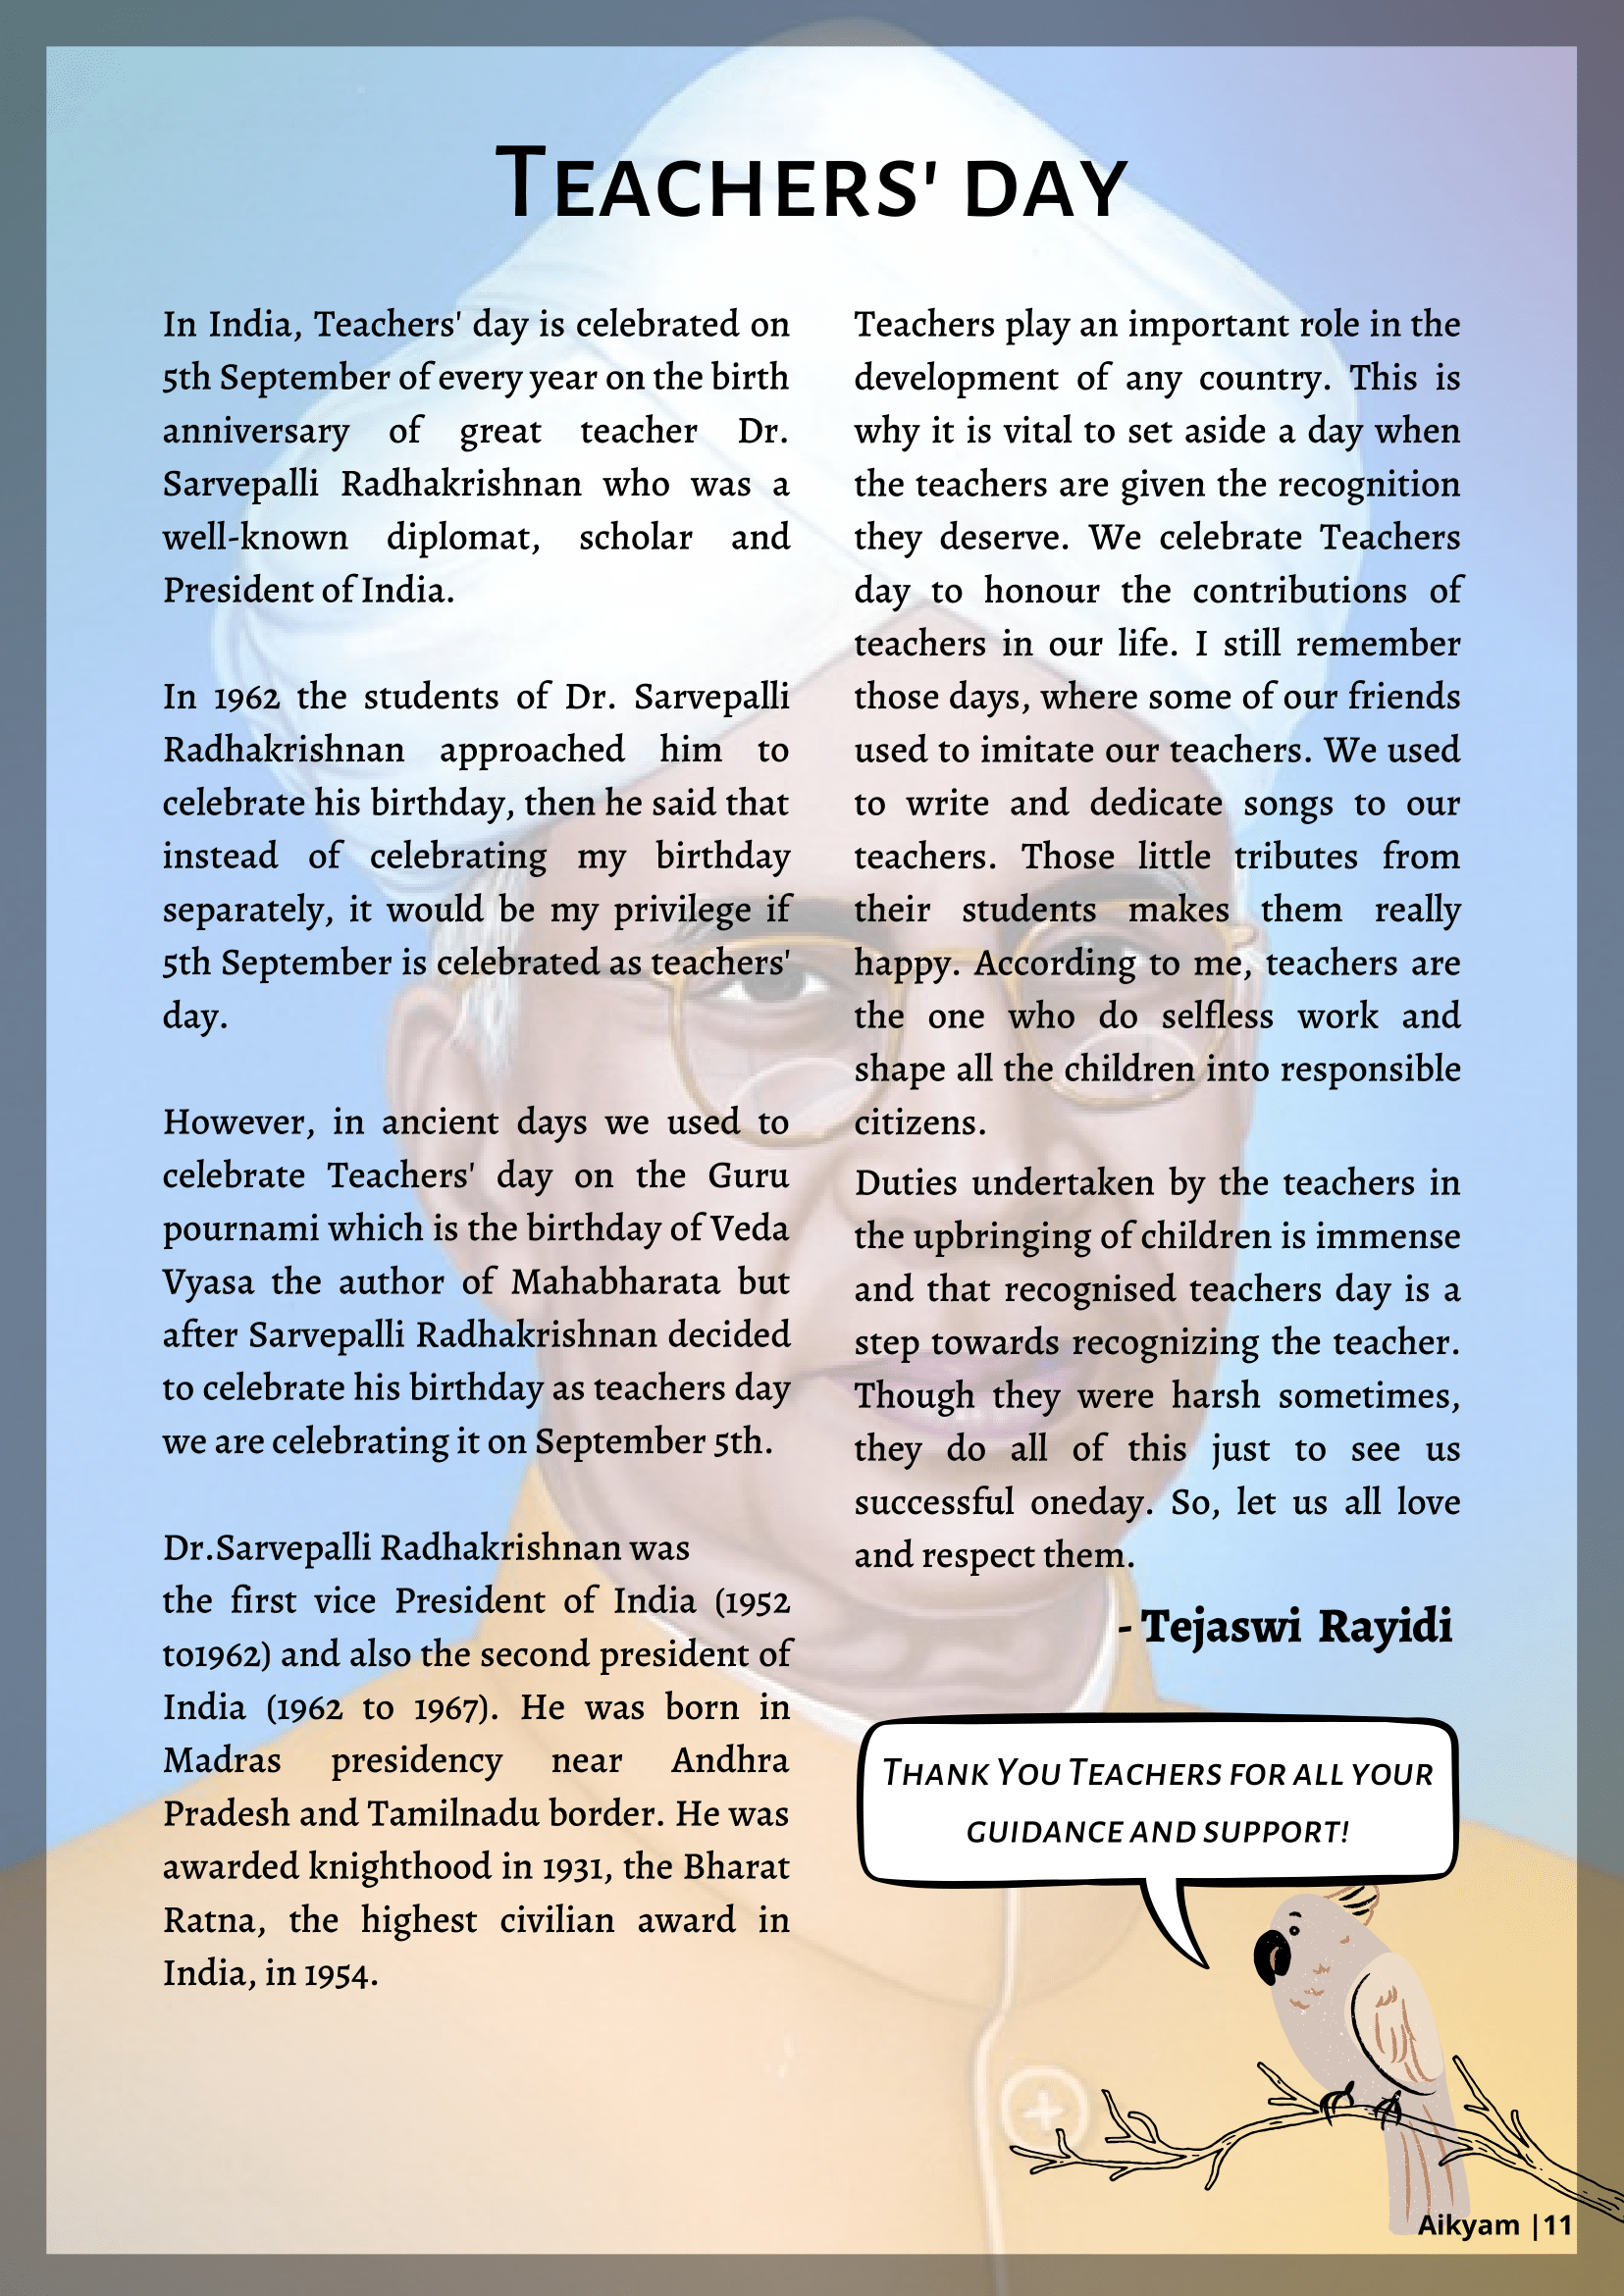 Teachers' day
In India, Teachers' day is celebrated on
5th September of every year on the birth
anniversary of great teacher Dr.
Sarvepalli Radhakrishnan who was a
well-known diplomat, scholar and
President of India.
In 1962 the students of Dr. Sarvepalli
Radhakrishnan approached him to
celebrate his birthday, then he said that
instead of celebrating my birthday
separately, it would be my privilege if
5th September is celebrated as teachers'
day.
However, in ancient days we used to
celebrate Teachers' day on the Guru
pournami which is the birthday of Veda
Vyasa the author of Mahabharata but
after Sarvepalli Radhakrishnan decided
to celebrate his birthday as teachers day
we are celebrating it on September 5th.
Dr.Sarvepalli Radhakrishnan was
the first vice President of India (1952
to1962) and also the second president of
India (1962 to 1967). He was born in
Madras presidency near Andhra
Pradesh and Tamilnadu border. He was
awarded knighthood in 1931, the Bharat
Ratna, the highest civilian award in
India, in 1954.
Teachers play an important role in the
development of any country. This is
why it is vital to set aside a day when
the teachers are given the recognition
they deserve. We celebrate Teachers
day to honour the contributions of
teachers in our life. I still remember
those days, where some of our friends
used to imitate our teachers. We used
to write and dedicate songs to our
teachers. Those little tributes from
their students makes them really
happy. According to me, teachers are
the one who do selfless work and
shape all the children into responsible
citizens.
Duties undertaken by the teachers in
the upbringing of children is immense
and that recognised teachers day is a
step towards recognizing the teacher.
Though they were harsh sometimes,
they do all of this just to see us
successful oneday. So, let us all love
and respect them.
- Tejaswi Rayidi
Thank You Teachers for all your
guidance and support!
Aikyam |11